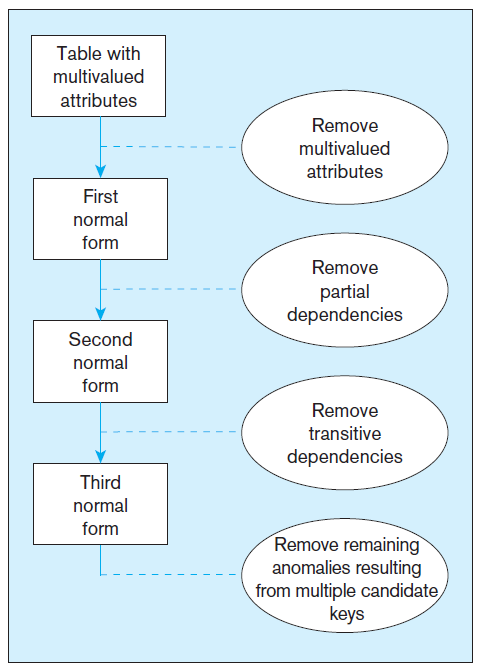 Table with
multivalued
attributes
Remove
multivalued
attributes
First
normal
form
Remove
partial
dependencies
Second
normal
form
Remove
transitive
dependencies
Third
normal
form
Remove remaining
anomalies resulting
from multiple candidate
keys